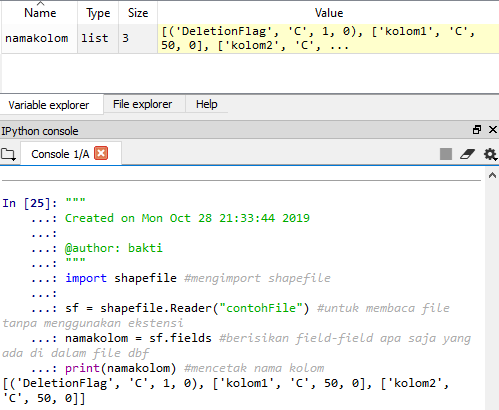 Name Type Size Value
namakolom list 3 [('DeletionFlag', 'C', 1, 0), ['kolom1', 'C',
50, 0], ['kolom2', 'C', ...
Variable explorer File explorer Help
IPython console
Console 1/A
In [25]: """
...: Created on Mon Oct 28 21:33:44 2019
...:
...: @author: bakti
...: """
...: import shapefile #mengimport shapefile
...:
...: sf = shapefile.Reader("contohFile") #untuk membaca file
tanpa menggunakan ekstensi
...: namakolom = sf.fields #berisikan field-field apa saja yang
ada di dalam file dbf
...: print(namakolom) #mencetak nama kolom
[('DeletionFlag', 'C', 1, 0), ['kolom1', 'C', 50, 0], ['kolom2',
'C', 50, 0]]